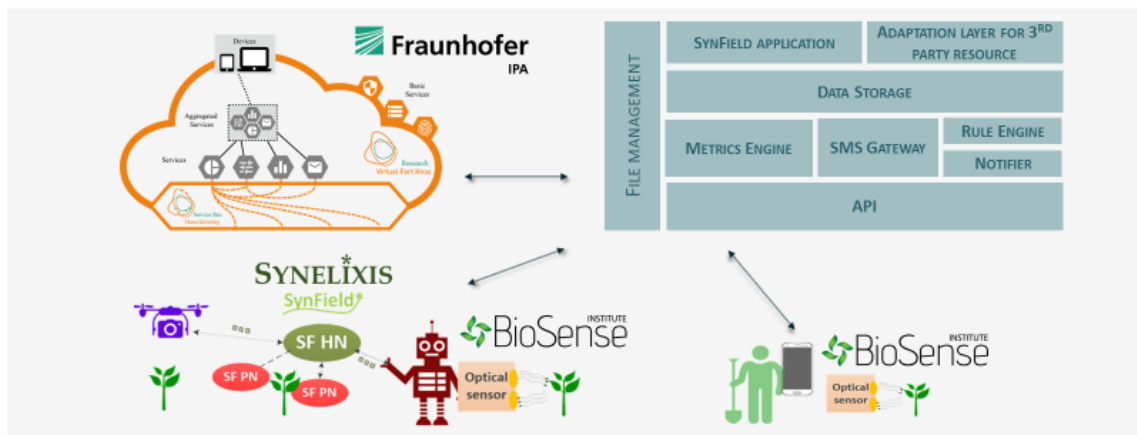 Devices
Fraunhofer
IPA
Basic
Services
Aggregated
Services
Services
Research
Virtual Fort Knox
Service Bus
Manufacturing
FILE MANAGEMENT
SYNFIELD APPLICATION
ADAPTATION LAYER FOR 3RD
PARTY RESOURCE
DATA STORAGE
METRICS ENGINE
SMS GATEWAY
RULE ENGINE
NOTIFIER
API
SYNELIXIS
SynField*
SF HN
SF PN
SF PN
BioSense
INSTITUTE
Optical
sensor
BioSense
INSTITUTE
Optical
sensor